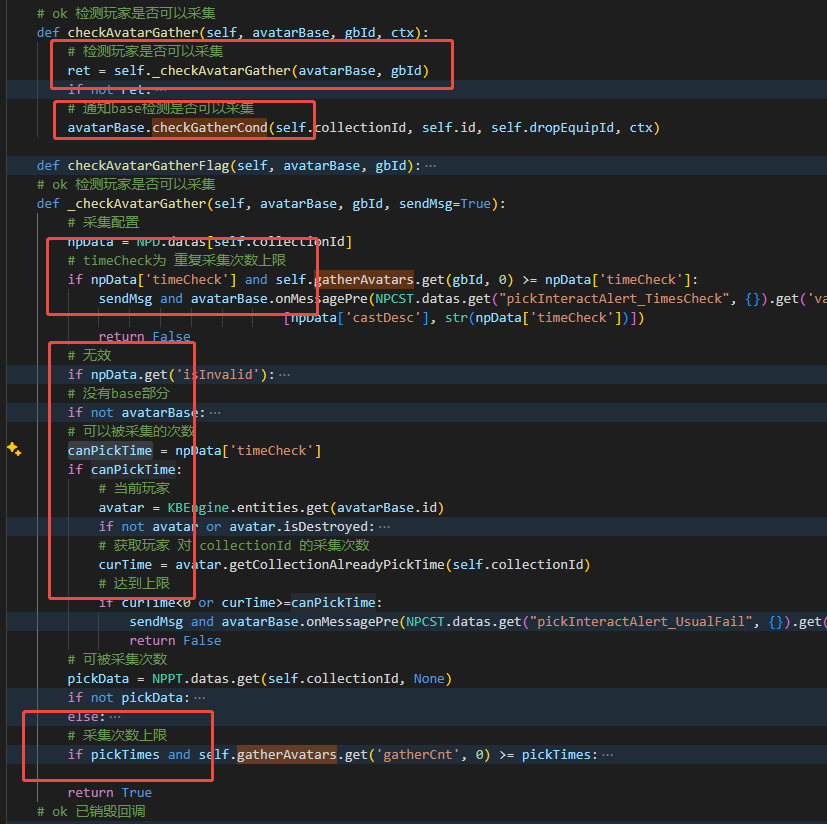 # ok 检测玩家是否可以采集
def checkAvatarGather(self, avatarBase, gbId, ctx):
# 检测玩家是否可以采集
ret = self._checkAvatarGather(avatarBase, gbId)
if not ret:···
# 通知base检测是否可以采集
avatarBase.checkGatherCond(self.collectionId, self.id, self.dropEquipId, ctx)
def checkAvatarGatherFlag(self, avatarBase, gbId):···
# ok 检测玩家是否可以采集
def _checkAvatarGather(self, avatarBase, gbId, sendMsg=True):
# 采集配置
npData = NPD.datas[self.collectionId]
# timeCheck为 重复采集次数上限
if npData['timeCheck'] and self.gatherAvatars.get(gbId, 0) >= npData['timeCheck']:
sendMsg and avatarBase.onMessagePre(NPCST.datas.get("pickInteractAlert_TimesCheck", {}).get('va
[npData['castDesc'], str(npData['timeCheck'])])
return False
# 无效
if npData.get('isInvalid'):···
# 没有base部分
if not avatarBase:···
# 可以被采集的次数
canPickTime = npData['timeCheck']
if canPickTime:
# 当前玩家
avatar = KBEngine.entities.get(avatarBase.id)
if not avatar or avatar.isDestroyed:···
# 获取玩家 对 collectionId 的采集次数
curTime = avatar.getCollectionAlreadyPickTime(self.collectionId)
# 达到上限
if curTime<0 or curTime>=canPickTime:
sendMsg and avatarBase.onMessagePre(NPCST.datas.get("pickInteractAlert_UsualFail", {}).get(
return False
# 可被采集次数
pickData = NPPT.datas.get(self.collectionId, None)
if not pickData:···
else:···
# 采集次数上限
if pickTimes and self.gatherAvatars.get('gatherCnt', 0) >= pickTimes:···
return True
# ok 已销毁回调